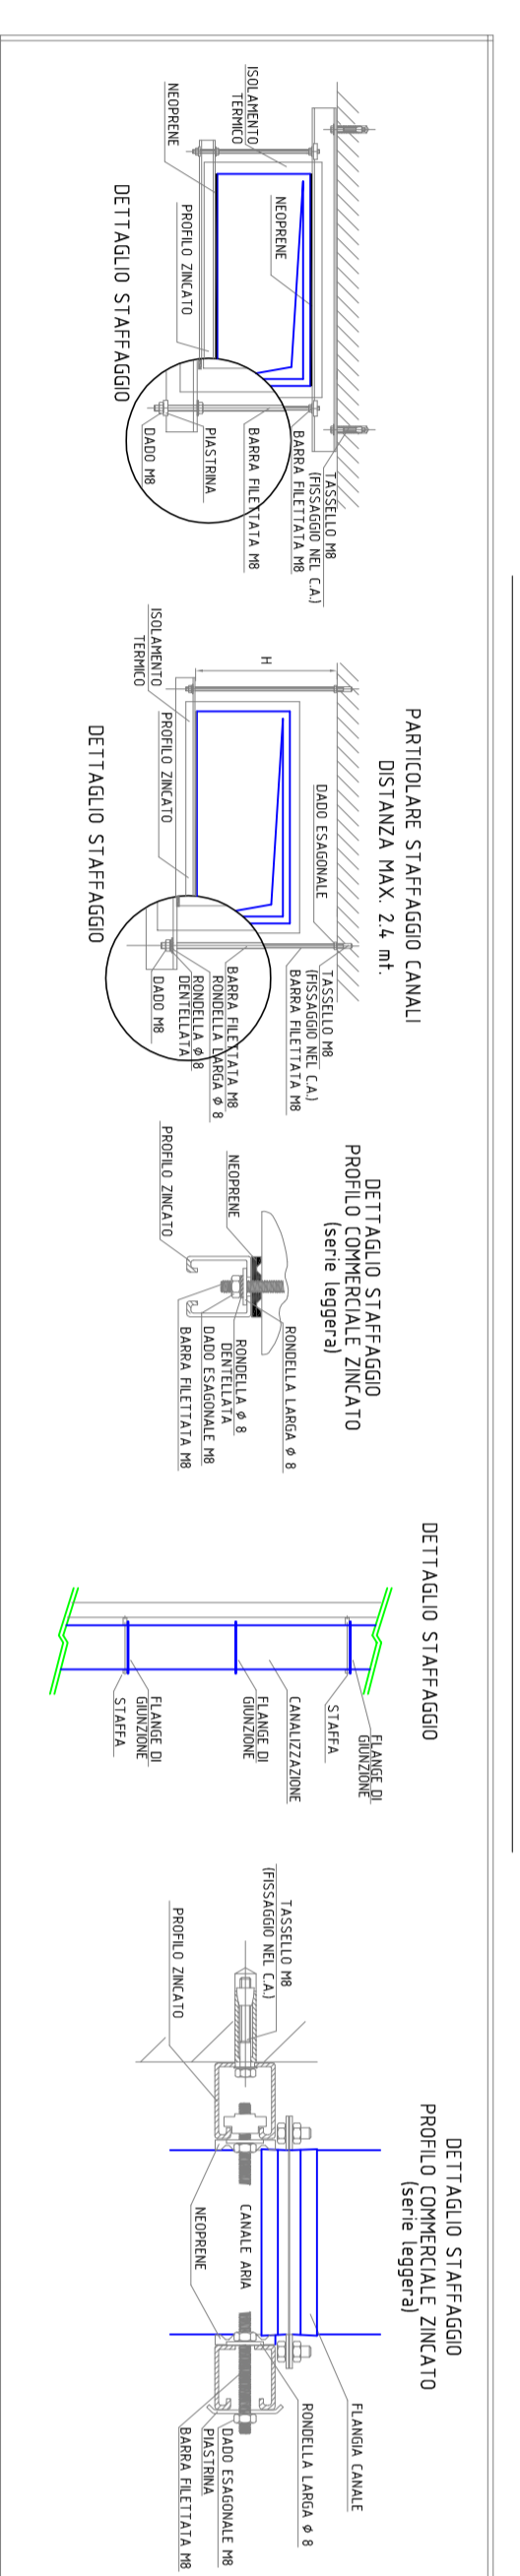 ISOLAMENTO
TERMICO
NEOPRENE
NEOPRENE
PROFILO ZINCATO
TASSELLO M8
(FISSAGGIO NEL C.A.)
BARRA FILETTATA M8
BARRA FILETTATA M8
PIASTRINA
DADO M8
DETTAGLIO STAFFAGGIO
PARTICOLARE STAFFAGGIO CANALI
DISTANZA MAX. 2.4 mt.
H
DADO ESAGONALE
ISOLAMENTO
TERMICO
PROFILO ZINCATO
TASSELLO M8
(FISSAGGIO NEL C.A.)
BARRA FILETTATA M8
BARRA FILETTATA M8
RONDELLA LARGA Ø 8
RONDELLA Ø 8
DENTELLATA
DADO M8
DETTAGLIO STAFFAGGIO
DETTAGLIO STAFFAGGIO
PROFILO COMMERCIALE ZINCATO
(serie leggera)
NEOPRENE
PROFILO ZINCATO
RONDELLA LARGA Ø 8
RONDELLA Ø 8
DENTELLATA
DADO ESAGONALE M8
BARRA FILETTATA M8
DETTAGLIO STAFFAGGIO
FLANGE DI
GIUNZIONE
STAFFA
CANALIZZAZIONE
FLANGE DI
GIUNZIONE
FLANGE DI
GIUNZIONE
STAFFA
DETTAGLIO STAFFAGGIO
PROFILO COMMERCIALE ZINCATO
(serie leggera)
TASSELLO M8
(FISSAGGIO NEL C.A.)
PROFILO ZINCATO
CANALE ARIA
NEOPRENE
FLANGIA CANALE
RONDELLA LARGA Ø 8
DADO ESAGONALE M8
PIASTRINA
BARRA FILETTATA M8